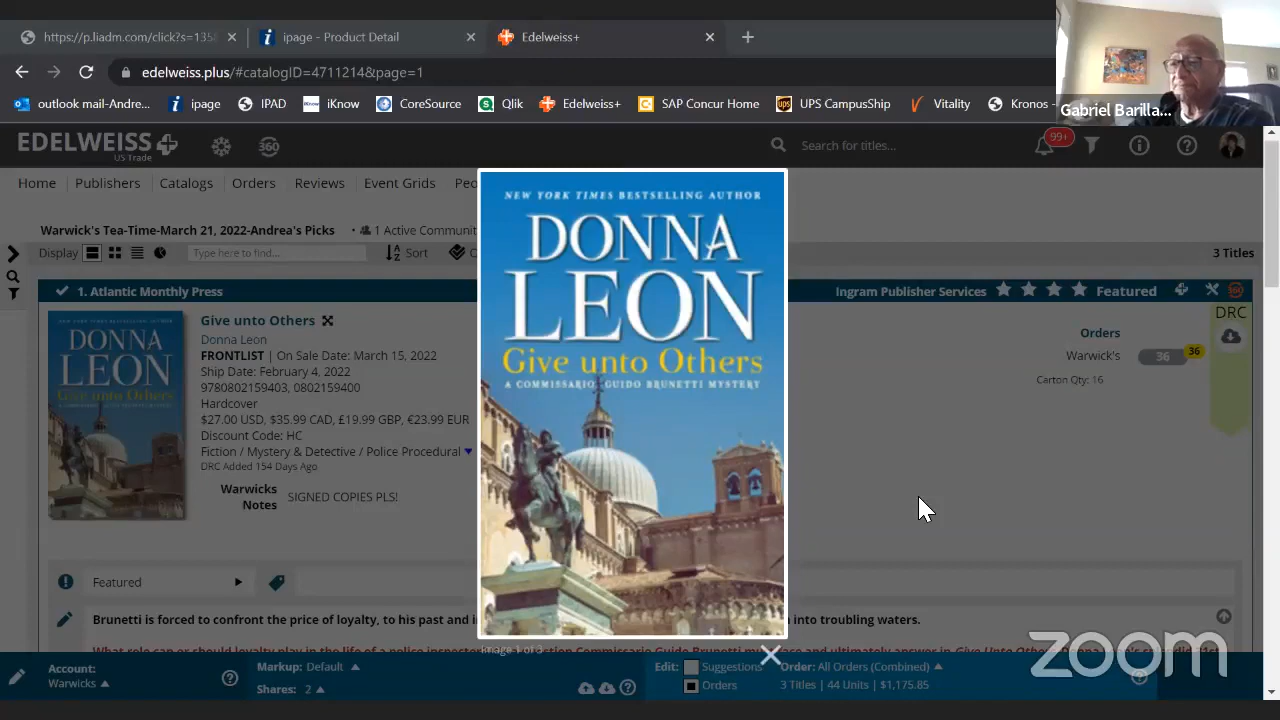 https://p.liadm.com/click?s=135
ipage - Product Detail
Edelweiss+
edelweiss.plus/#catalogID=4711214&page=1
outlook mail-Andre...
ipage
IPAD
iKnow
CoreSource
Qlik
Edelweiss+
SAP Concur Home
UPS CampusShip
Vitality
Kronos -
Gabriel Barilla...
EDELWEISS
US Trade
360
Search for titles...
99+
Home
Publishers
Catalogs
Orders
Reviews
Event Grids
Warwick's Tea-Time-March 21, 2022-Andrea's Picks
1 Active
Display
Type here to find...
Sort
3 Titles
1. Atlantic Monthly Press
Ingram Publisher Services
Featured
DONNA
LEON
Give unto Others
Donna Leon
FRONTLIST | On Sale Date: March 15, 2022
Ship Date: February 4, 2022
9780802159403, 0802159400
Hardcover
$27.00 USD, $35.99 CAD, £19.99 GBP, €23.99 EUR
Discount Code: HC
Fiction / Mystery & Detective / Police Procedural
DRC Added 154 Days Ago
Warwicks
Notes
SIGNED COPIES PLS!
NEW YORK TIMES BESTSELLING AUTHOR
DONNA
LEON
Give unto Others
A COMMISSARIO GUIDO BRUNETTI MYSTERY
Orders
Warwick's
36
36
Carton Qty: 16
DRC
Featured
Brunetti is forced to confront the price of loyalty, to his past and
into troubling waters.
Image 1 of 3
zoom
Account:
Warwicks
Markup: Default
Shares: 2
Edit:
Suggestions
Orders
Order: All Orders (Combined)
3 Titles | 44 Units | $1,175.85